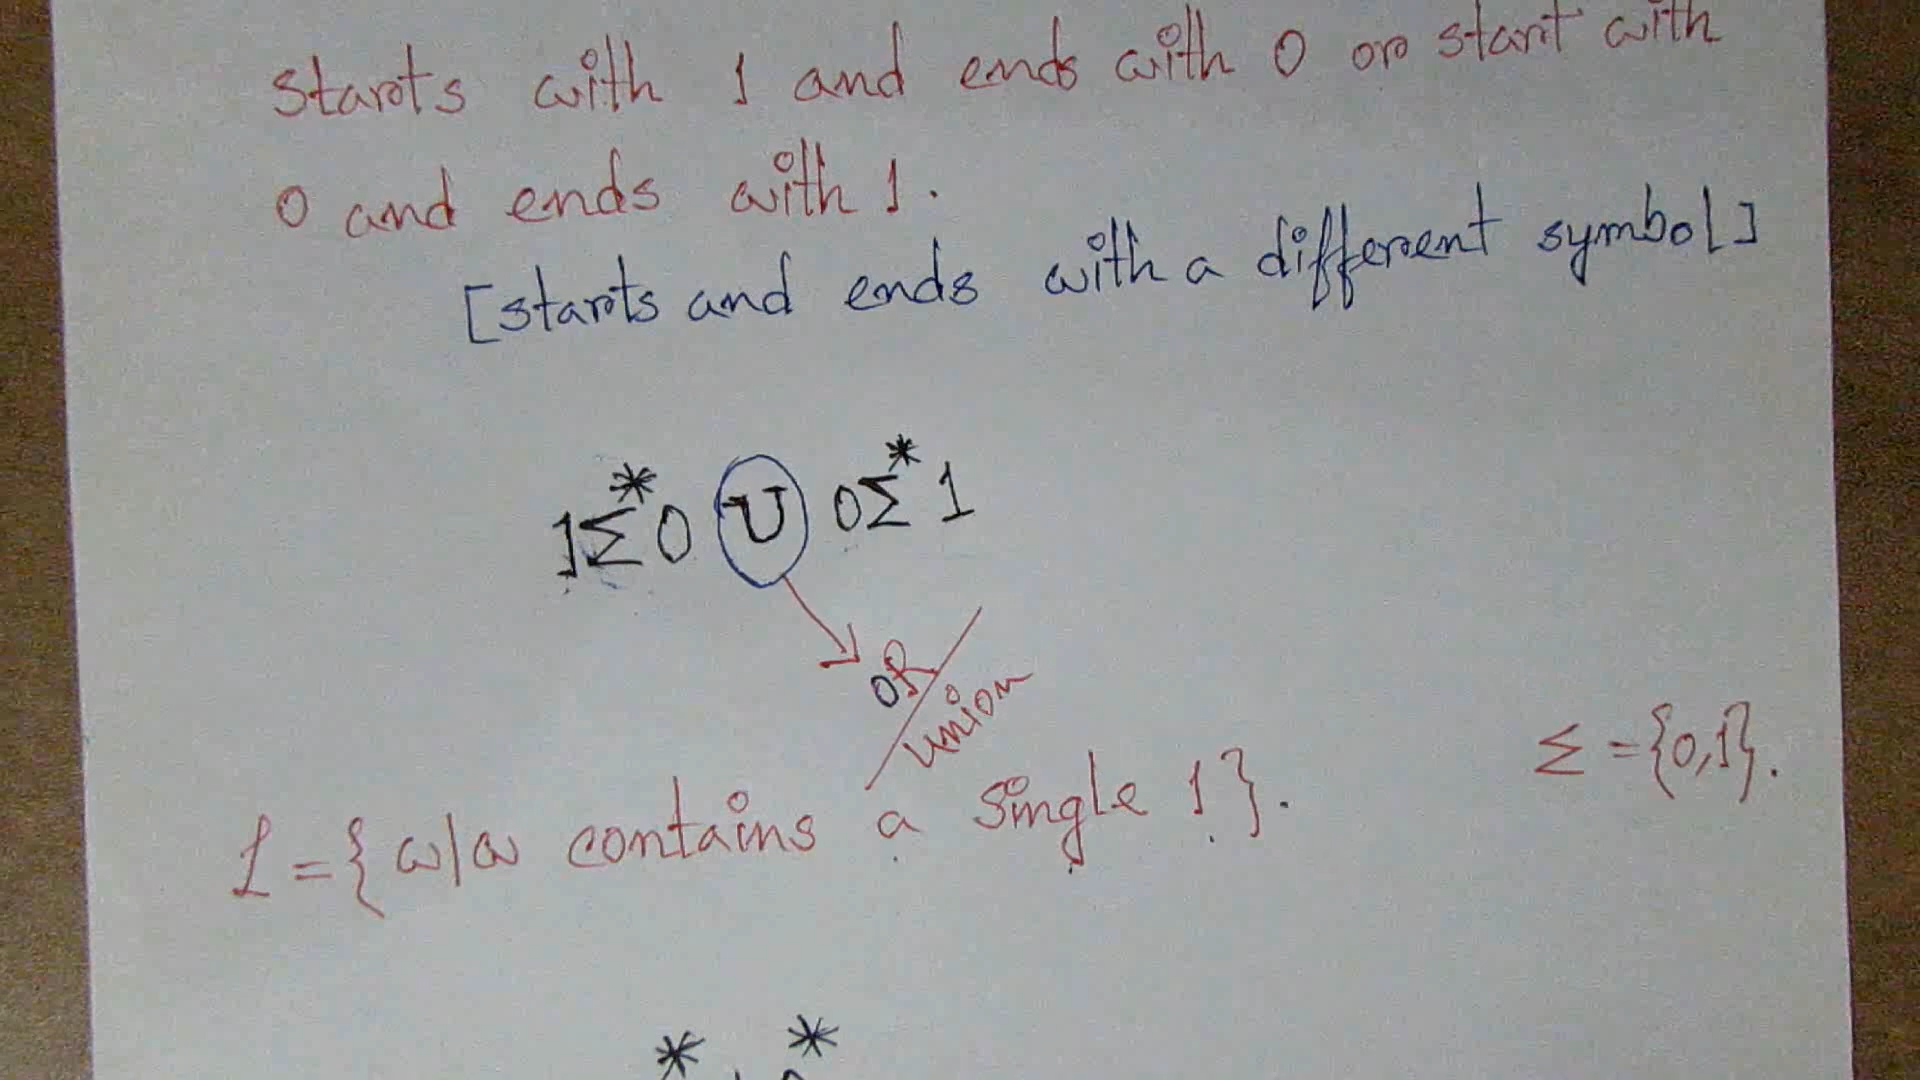 starts with 1 and ends with 0 or start with
0 and ends with 1.
[starts and ends with a different symbol]
1Σ*0 ∪ 0Σ*1
OR/union
Σ = {0,1}.
L = {w/w contains a single 1}.
* *